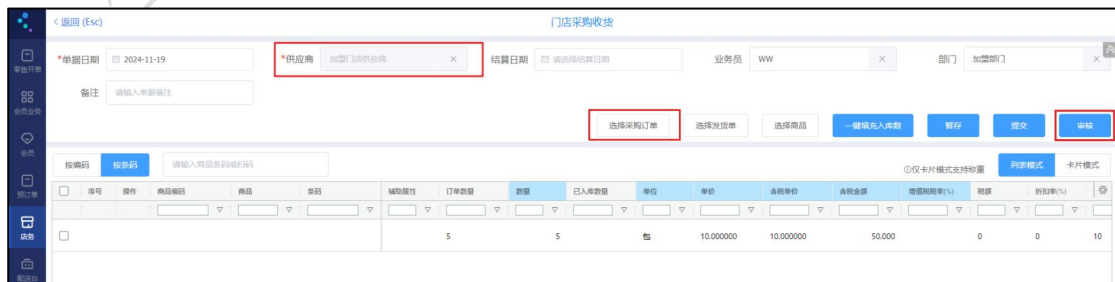 < 返回 (Esc)
门店采购收货
零售开单
会员业务
会员
预订单
店务
配送台
*单据日期 2024-11-19 *供应商 加盟门店供应商 × 结算日期 请选择结算日期 业务员 WW × 部门 加盟部门 ×
备注 请输入单据备注
选择采购订单 选择发货单 选择商品 一键填充入库数 暂存 提交 审核
按编码 按条码 请输入商品条码或扫码 仅卡片模式支持称重 列表模式 卡片模式
序号 操作 商品编码 商品 条码 辅助属性 订单数量 数量 已入库数量 单位 单价 含税单价 含税金额 增值税税率(%) 税额 折扣率(%)
5 5 包 10.000000 10.000000 50.000 0 0 10